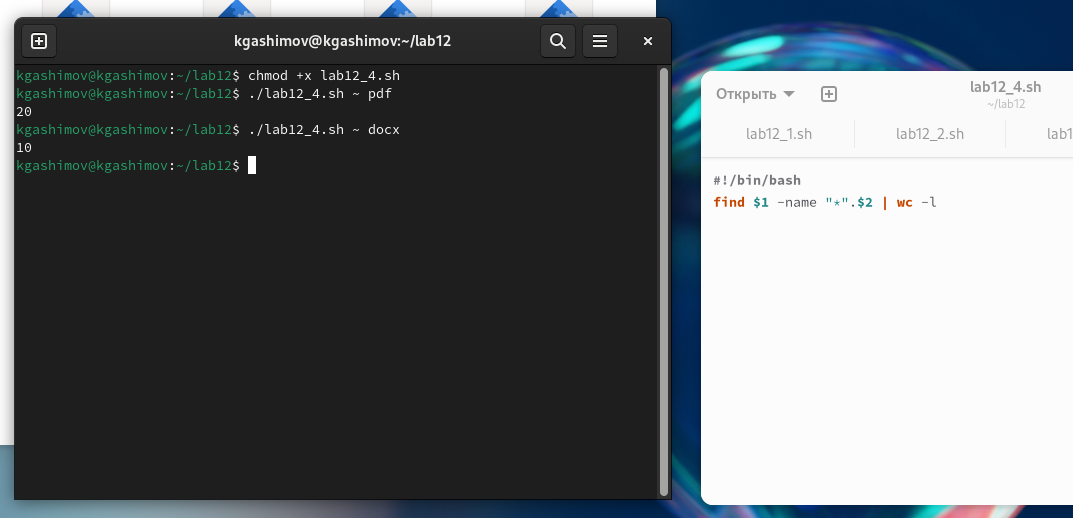 kgashimov@kgashimov:~/lab12
kgashimov@kgashimov:~/lab12$ chmod +x lab12_4.sh
kgashimov@kgashimov:~/lab12$ ./lab12_4.sh ~ pdf
20
kgashimov@kgashimov:~/lab12$ ./lab12_4.sh ~ docx
10
kgashimov@kgashimov:~/lab12$
Открыть
lab12_4.sh
~/lab12
lab12_1.sh lab12_2.sh lab1
#!/bin/bash
find $1 -name "*".$2 | wc -l